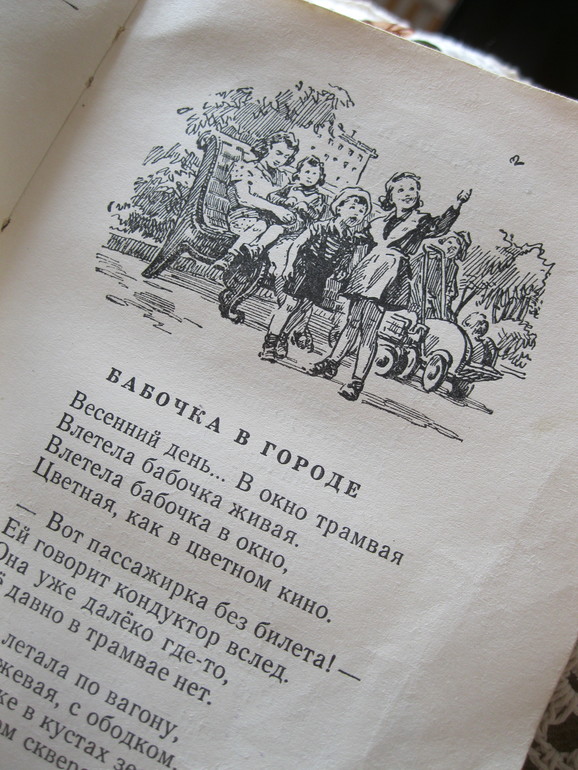 БАБОЧКА В ГОРОДЕ
Весенний день... В окно трамвая
Влетела бабочка живая.
Влетела бабочка в окно,
Цветная, как в цветном кино.
— Вот пассажирка без билета! —
Ей говорит кондуктор вслед.
Она уже далёко где-то,
давно в трамвае нет.
летала по вагону,
с ободком.
в кустах